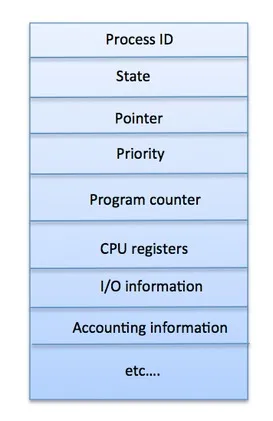 Process ID
State
Pointer
Priority
Program counter
CPU registers
I/O information
Accounting information
etc....